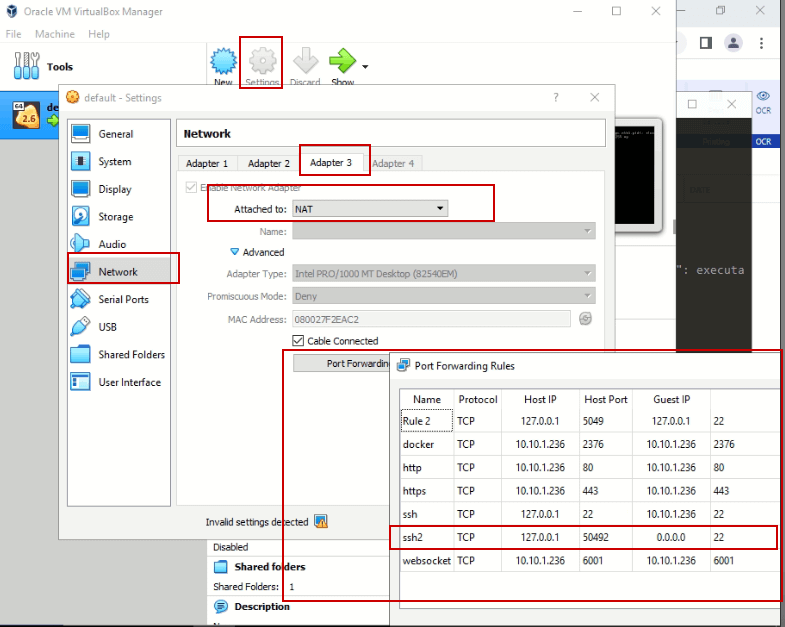 Oracle VM VirtualBox Manager
File Machine Help
Tools
New Settings Discard Show
64
2.6
de
default - Settings
General
System
Display
Storage
Audio
Network
Serial Ports
USB
Shared Folders
User Interface
Network
Adapter 1 Adapter 2 Adapter 3 Adapter 4
Enable Network Adapter
Attached to: NAT
Name:
Advanced
Adapter Type: Intel PRO/1000 MT Desktop (82540EM)
Promiscuous Mode: Deny
MAC Address: 080027F2EAC2
Cable Connected
Port Forwarding
Invalid settings detected
Disabled
Shared folders
Shared Folders: 1
Description
OCR
OCR
": executa
Port Forwarding Rules
Name Protocol Host IP Host Port Guest IP
Rule 2 TCP 127.0.0.1 5049 127.0.0.1 22
docker TCP 10.10.1.236 2376 10.10.1.236 2376
http TCP 10.10.1.236 80 10.10.1.236 80
https TCP 10.10.1.236 443 10.10.1.236 443
ssh TCP 127.0.0.1 22 10.10.1.236 22
ssh2 TCP 127.0.0.1 50492 0.0.0.0 22
websocket TCP 10.10.1.236 6001 10.10.1.236 6001